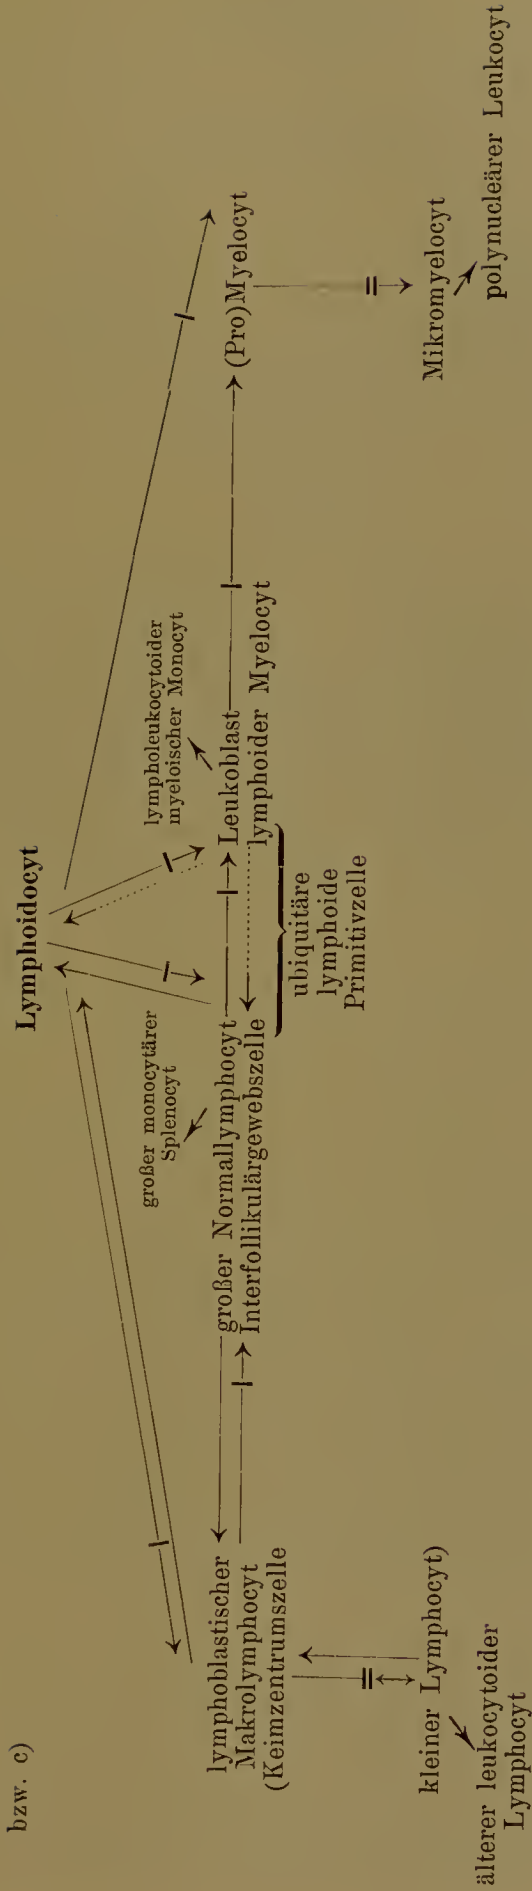 bzw. c)
Lymphoidocyt
großer monocytärer
Splenocyt
lympholeukocytoider
myeloischer Monocyt
lymphoblastischer
Makrolymphocyt
(Keimzentrumszelle
großer Normallymphocyt
Interfollikulärgewebszelle
Leukoblast
lymphoider Myelocyt
(Pro)Myelocyt
ubiquitäre
lymphoide
Primitivzelle
kleiner Lymphocyt)
älterer leukocytoider
Lymphocyt
Mikromyelocyt
polynucleärer Leukocyt